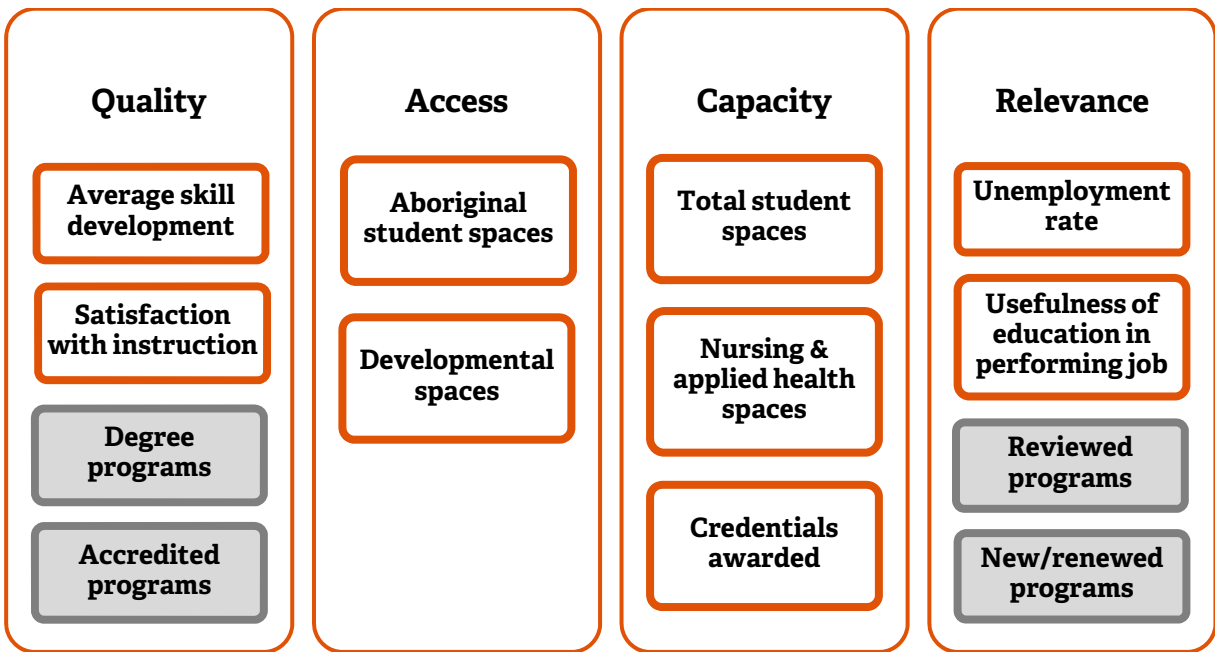 Quality
Average skill
development
Satisfaction
with instruction
Degree
programs
Accredited
programs
Access
Aboriginal
student spaces
Developmental
spaces
Capacity
Total student
spaces
Nursing &
applied health
spaces
Credentials
awarded
Relevance
Unemployment
rate
Usefulness of
education in
performing job
Reviewed
programs
New/renewed
programs